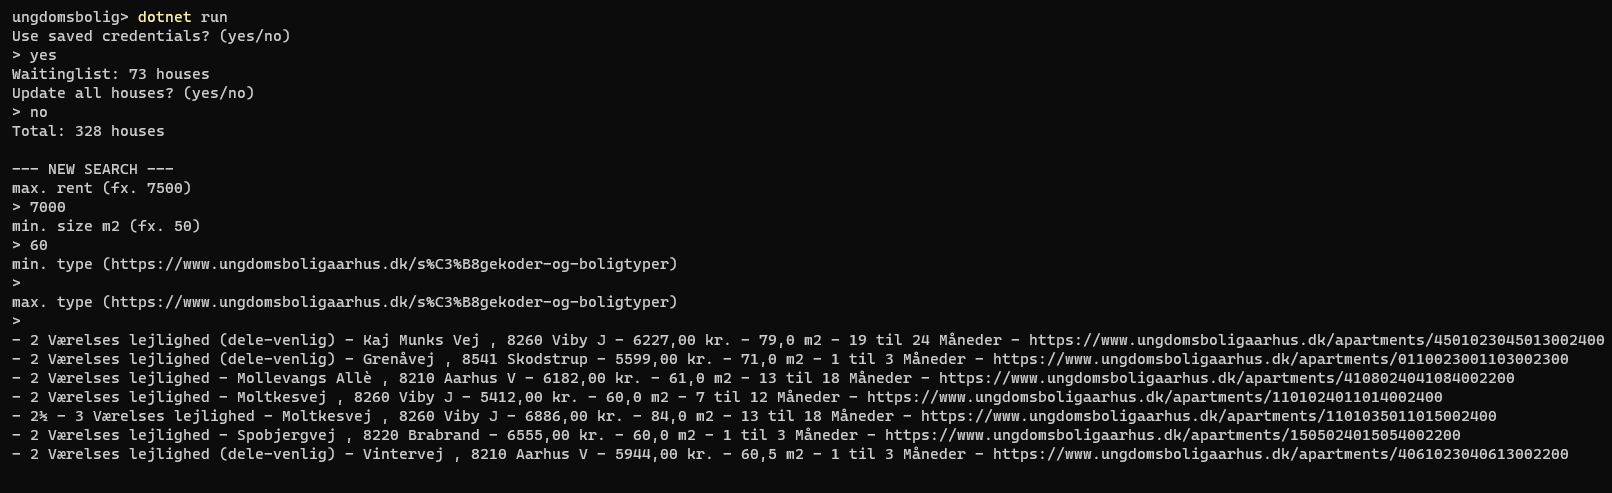 ungdomsbolig> dotnet run
Use saved credentials? (yes/no)
> yes
Waitinglist: 73 houses
Update all houses? (yes/no)
> no
Total: 328 houses
--- NEW SEARCH ---
max. rent (fx. 7500)
> 7000
min. size m2 (fx. 50)
> 60
min. type (https://www.ungdomsboligaarhus.dk/s%C3%B8gekoder-og-boligtyper)
>
max. type (https://www.ungdomsboligaarhus.dk/s%C3%B8gekoder-og-boligtyper)
>
- 2 Værelses lejlighed (dele-venlig) - Kaj Munks Vej , 8260 Viby J - 6227,00 kr. - 79,0 m2 - 19 til 24 Måneder - https://www.ungdomsboligaarhus.dk/apartments/4501023045013002400
- 2 Værelses lejlighed (dele-venlig) - Grenåvej , 8541 Skodstrup - 5599,00 kr. - 71,0 m2 - 1 til 3 Måneder - https://www.ungdomsboligaarhus.dk/apartments/0110023001103002300
- 2 Værelses lejlighed - Mollevangs Allè , 8210 Aarhus V - 6182,00 kr. - 61,0 m2 - 13 til 18 Måneder - https://www.ungdomsboligaarhus.dk/apartments/4108024041084002200
- 2 Værelses lejlighed - Moltkesvej , 8260 Viby J - 5412,00 kr. - 60,0 m2 - 7 til 12 Måneder - https://www.ungdomsboligaarhus.dk/apartments/1101024011014002400
- 2½ - 3 Værelses lejlighed - Moltkesvej , 8260 Viby J - 6886,00 kr. - 84,0 m2 - 13 til 18 Måneder - https://www.ungdomsboligaarhus.dk/apartments/1101035011015002400
- 2 Værelses lejlighed - Spobjergvej , 8220 Brabrand - 6555,00 kr. - 60,0 m2 - 1 til 3 Måneder - https://www.ungdomsboligaarhus.dk/apartments/1505024015054002200
- 2 Værelses lejlighed (dele-venlig) - Vintervej , 8210 Aarhus V - 5944,00 kr. - 60,5 m2 - 1 til 3 Måneder - https://www.ungdomsboligaarhus.dk/apartments/4061023040613002200